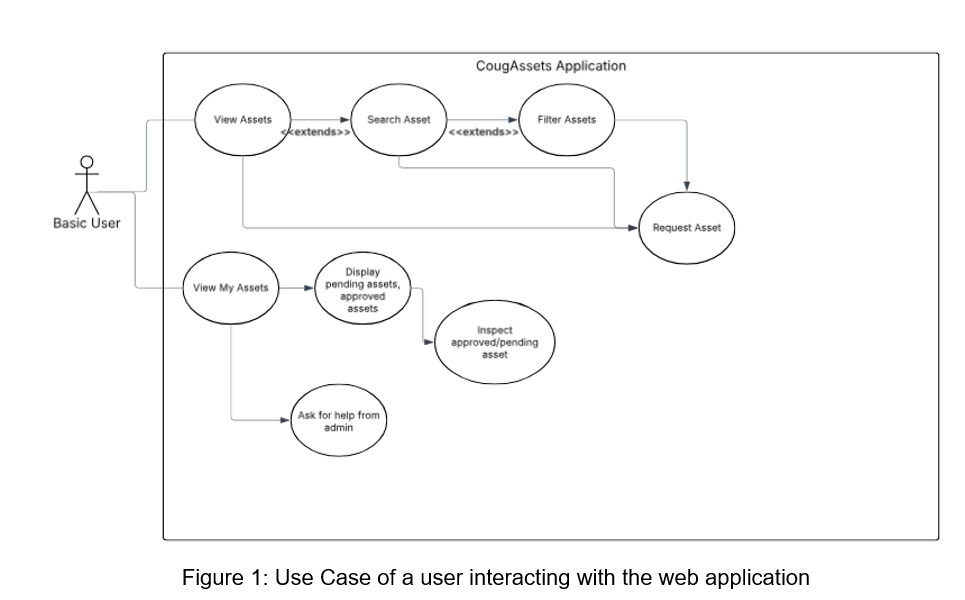 CougAssets Application
View Assets
<<extends>>
Search Asset
<<extends>>
Filter Assets
Basic User
Request Asset
View My Assets
Display
pending assets,
approved
assets
Inspect
approved/pending
asset
Ask for help from
admin
Figure 1: Use Case of a user interacting with the web application